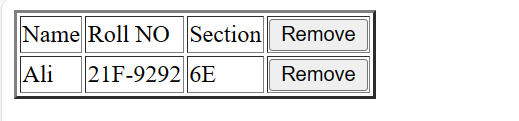 Name Roll NO Section Remove
Ali 21F-9292 6E Remove